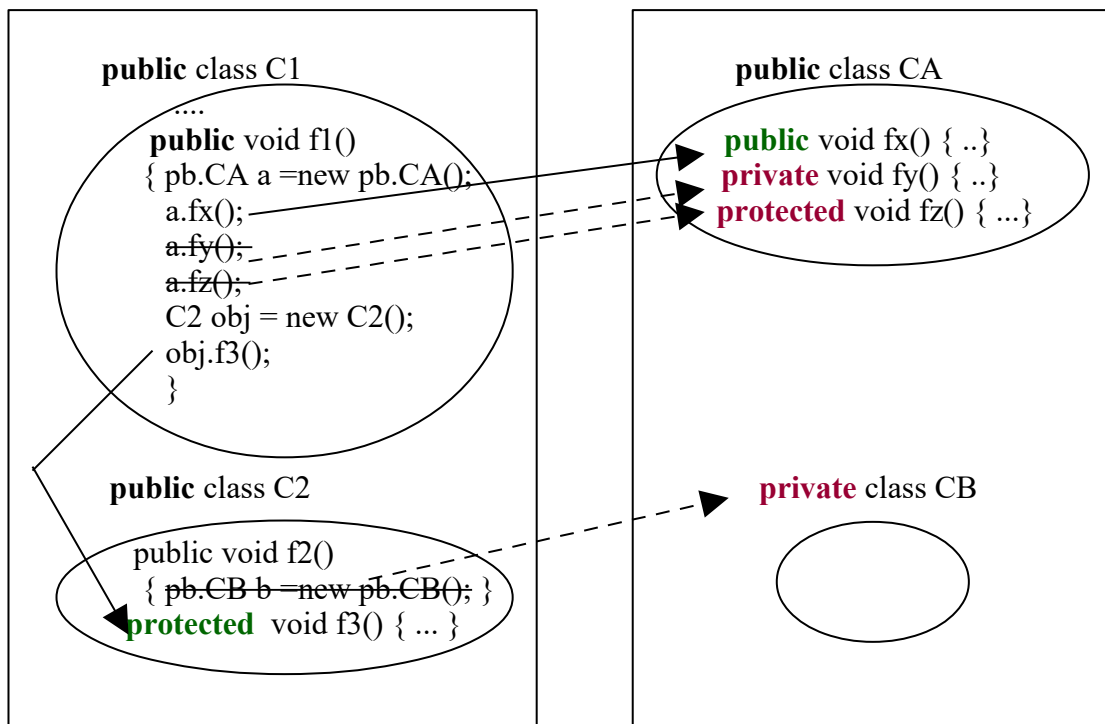 public class C1
....
public void f1()
{ pb.CA a =new pb.CA();
a.fx();
a.fy();
a.fz();
C2 obj = new C2();
obj.f3();
}
public class C2
public void f2()
{ pb.CB b =new pb.CB(); }
protected void f3() { ... }
public class CA
public void fx() { ..}
private void fy() { ..}
protected void fz() { ...}
private class CB